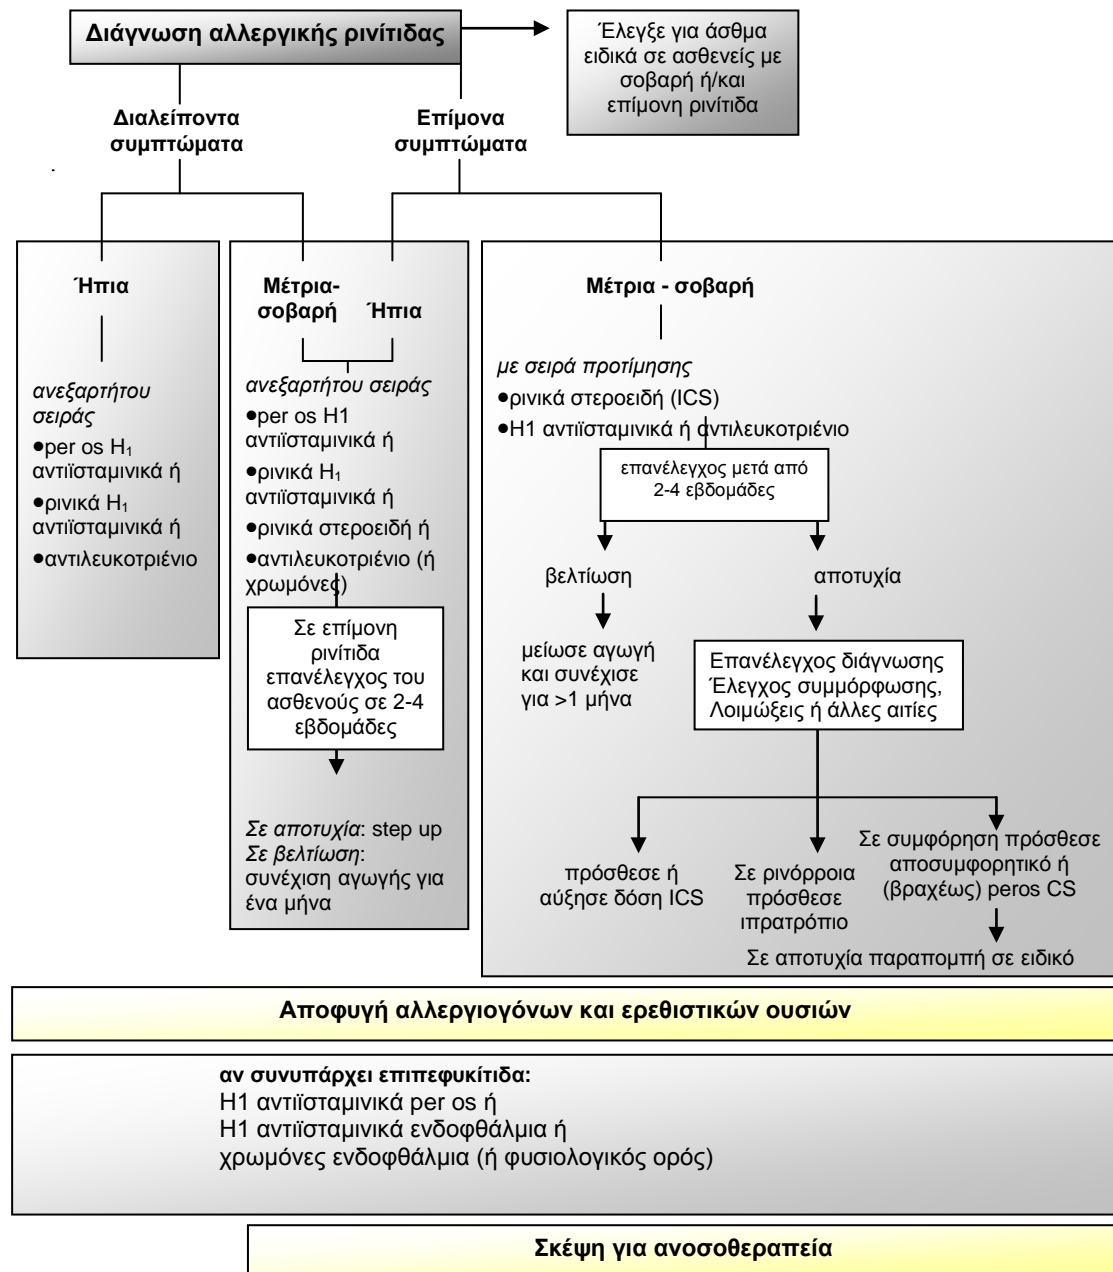 Διάγνωση αλλεργικής ρινίτιδας
Έλεγξε για άσθμα
ειδικά σε ασθενείς με
σοβαρή ή/και
επίμονη ρινίτιδα
Διαλείποντα
συμπτώματα
Επίμονα
συμπτώματα
Ήπια
ανεξαρτήτου
σειράς
●per os H₁
αντιϊσταμινικά ή
●ρινικά H₁
αντιϊσταμινικά ή
●αντιλευκοτριένιο
Μέτρια-
σοβαρή
Ήπια
ανεξαρτήτου σειράς
●per os H1
αντιϊσταμινικά ή
●ρινικά H₁
αντιϊσταμινικά ή
●ρινικά στεροειδή ή
●αντιλευκοτριένιο (ή
χρωμόνες)
Σε επίμονη
ρινίτιδα
επανέλεγχος του
ασθενούς σε 2-4
εβδομάδες
Σε αποτυχία: step up
Σε βελτίωση:
συνέχιση αγωγής για
ένα μήνα
Μέτρια - σοβαρή
με σειρά προτίμησης
●ρινικά στεροειδή (ICS)
●H1 αντιϊσταμινικά ή αντιλευκοτριένιο
επανέλεγχος μετά από
2-4 εβδομάδες
βελτίωση
μείωσε αγωγή
και συνέχισε
για >1 μήνα
αποτυχία
Επανέλεγχος διάγνωσης
Έλεγχος συμμόρφωσης,
Λοιμώξεις ή άλλες αιτίες
πρόσθεσε ή
αύξησε δόση ICS
Σε ρινόρροια
πρόσθεσε
ιπρατρόπιο
Σε συμφόρηση πρόσθεσε
αποσυμφορητικό ή
(βραχέως) peros CS
Σε αποτυχία παραπομπή σε ειδικό
Αποφυγή αλλεργιογόνων και ερεθιστικών ουσιών
αν συνυπάρχει επιπεφυκίτιδα:
H1 αντιϊσταμινικά per os ή
H1 αντιϊσταμινικά ενδοφθάλμια ή
χρωμόνες ενδοφθάλμια (ή φυσιολογικός ορός)
Σκέψη για ανοσοθεραπεία